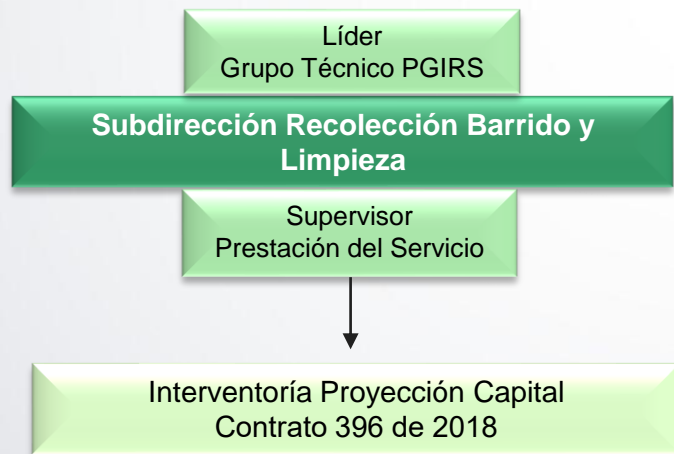 Líder
Grupo Técnico PGIRS
Subdirección Recolección Barrido y
Limpieza
Supervisor
Prestación del Servicio
Interventoría Proyección Capital
Contrato 396 de 2018